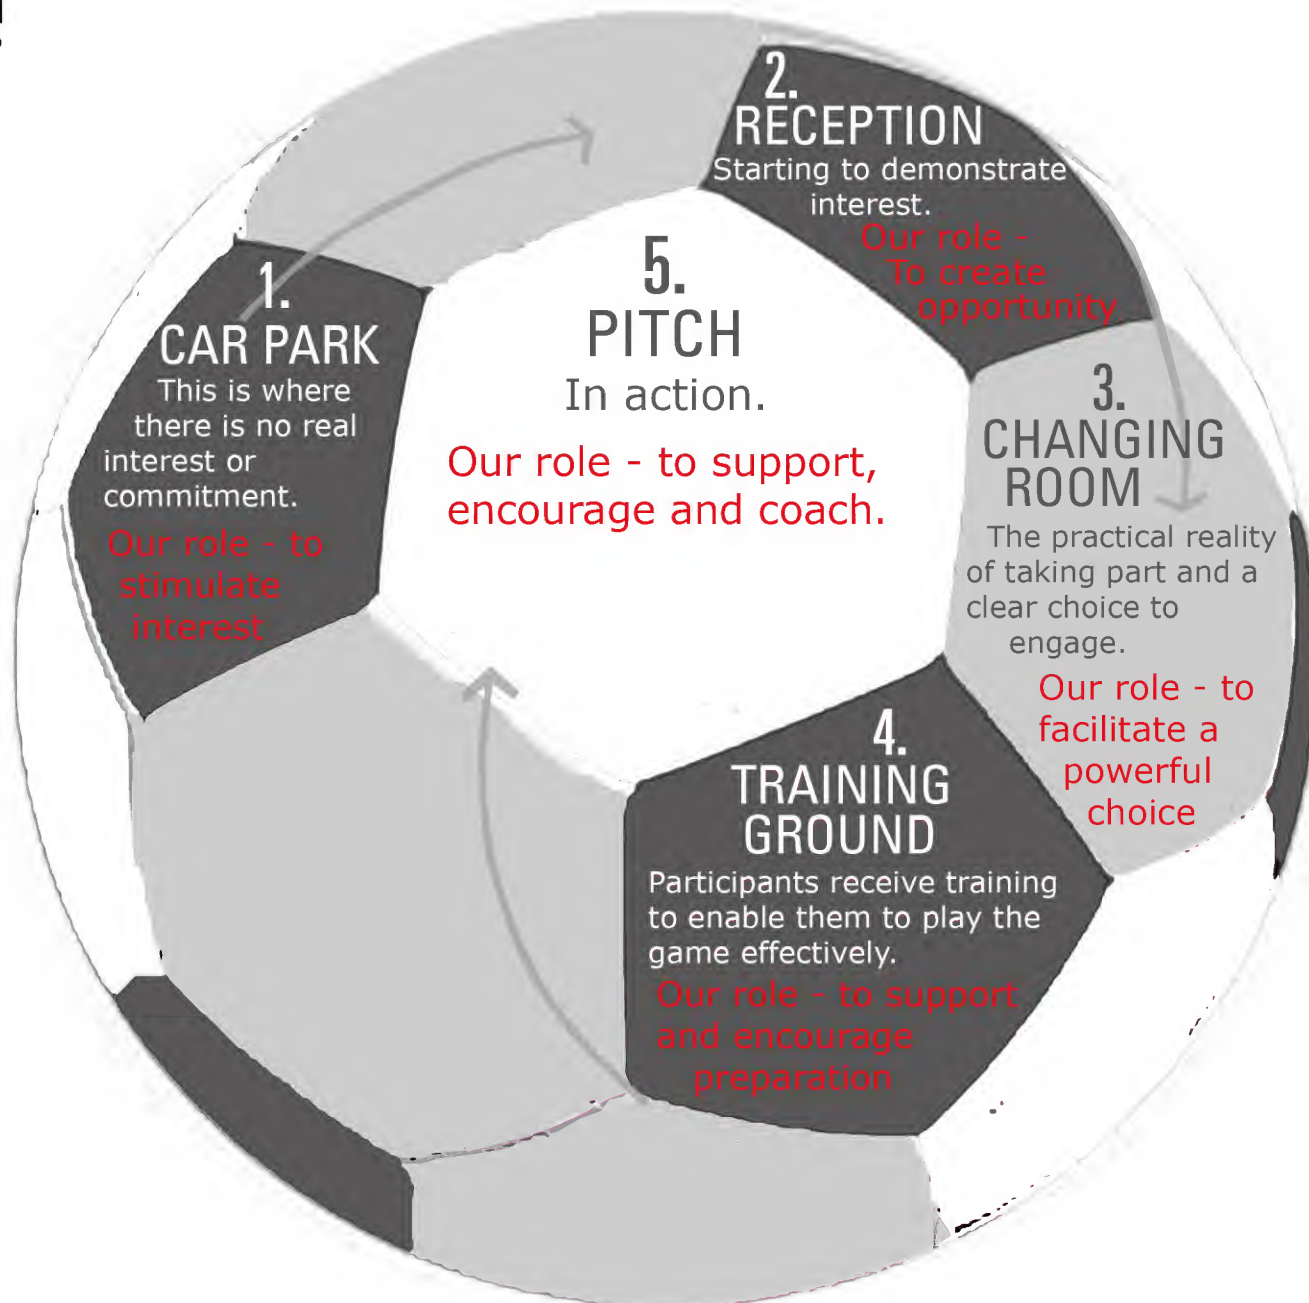 1.
CAR PARK
This is where
there is no real
interest or
commitment.
Our role - to
stimulate
interest
2.
RECEPTION
Starting to demonstrate
interest.
Our role -
To create
opportunity
3.
CHANGING
ROOM
The practical reality
of taking part and a
clear choice to
engage.
Our role - to
facilitate a
powerful
choice
4.
TRAINING
GROUND
Participants receive training
to enable them to play the
game effectively.
Our role - to support
and encourage
preparation
5.
PITCH
In action.
Our role - to support,
encourage and coach.